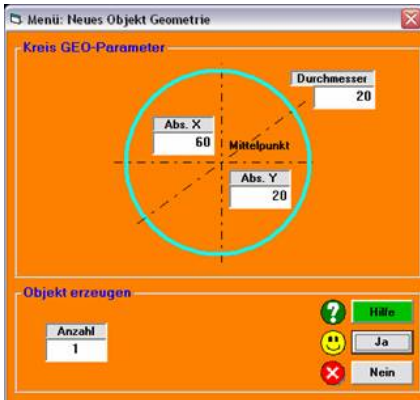 Menü: Neues Objekt Geometrie
Kreis GEO-Parameter
Durchmesser
20
Abs. X
60
Mittelpunkt
Abs. Y
20
Objekt erzeugen
Anzahl
1
? Hilfe
Ja
Nein